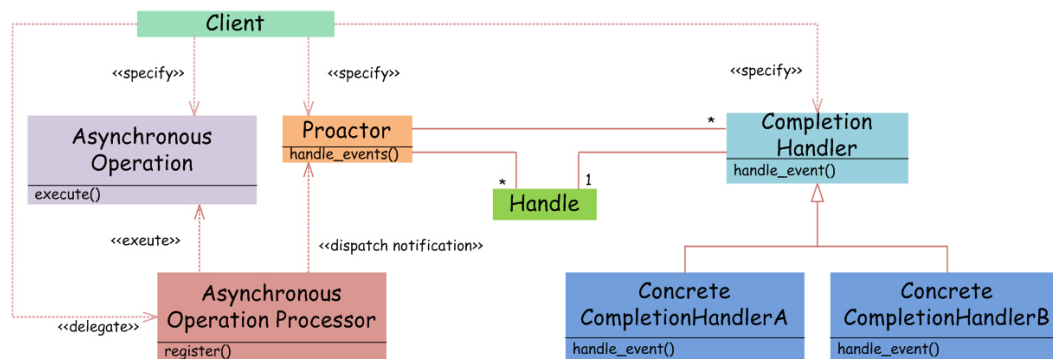 Client
<<specify>>
<<specify>>
<<specify>>
Asynchronous
Operation
execute()
Proactor
handle_events()
*
Completion
Handler
handle_event()
*
1
Handle
<<exeute>>
<<dispatch notification>>
<<delegate>>
Asynchronous
Operation Processor
register()
Concrete
CompletionHandlerA
handle_event()
Concrete
CompletionHandlerB
handle_event()